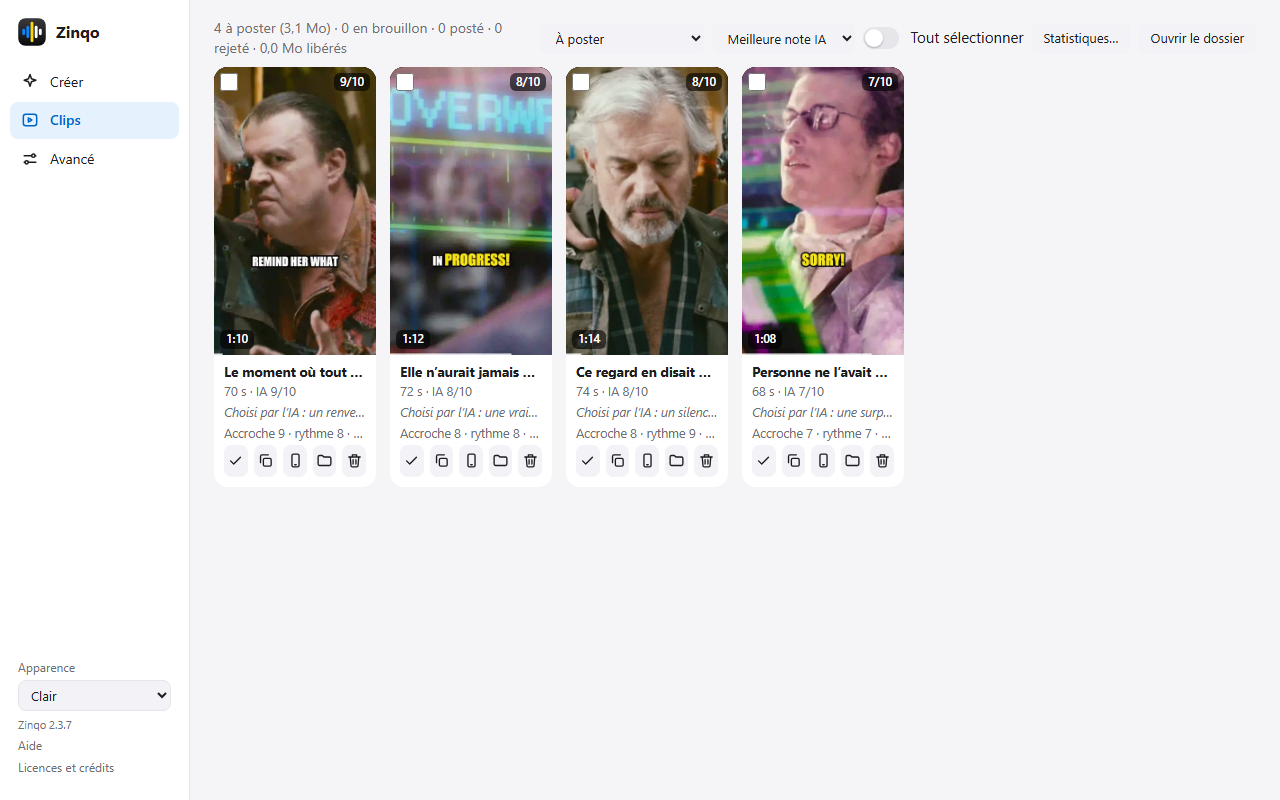 Zinqo
Créer
Clips
Avancé
Apparence
Clair
Zinqo 2.3.7
Aide
Licences et crédits
4 à poster (3,1 Mo) · 0 en brouillon · 0 posté · 0
rejeté · 0,0 Mo libérés
À poster
Meilleure note IA
Tout sélectionner
Statistiques...
Ouvrir le dossier
9/10
REMIND HER WHAT
1:10
Le moment où tout ...
70 s · IA 9/10
Choisi par l'IA : un renve...
Accroche 9 · rythme 8 · ...
8/10
OVERW
IN PROGRESS!
1:12
Elle n’aurait jamais ...
72 s · IA 8/10
Choisi par l'IA : une vrai...
Accroche 8 · rythme 8 · ...
8/10
1:14
Ce regard en disait ...
74 s · IA 8/10
Choisi par l'IA : un silenc...
Accroche 8 · rythme 9 · ...
7/10
SORRY!
1:08
Personne ne l’avait ...
68 s · IA 7/10
Choisi par l'IA : une surp...
Accroche 7 · rythme 7 · ...